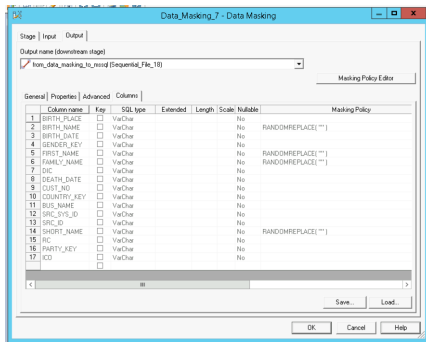 Data_Masking_7 - Data Masking
Stage Input Output
Output name (downstream stage)
from_data_masking_to_mssql (Sequential_File_18)
Masking Policy Editor
General Properties Advanced Columns
Column name Key SQL type Extended Length Scale Nullable Masking Policy
1 BIRTH_PLACE VarChar No
2 BIRTH_NAME VarChar No RANDOMREPLACE( "*" )
3 BIRTH_DATE VarChar No
4 GENDER_KEY VarChar No
5 FIRST_NAME VarChar No RANDOMREPLACE( "*" )
6 FAMILY_NAME VarChar No RANDOMREPLACE( "*" )
7 DIC VarChar No
8 DEATH_DATE VarChar No
9 CUST_NO VarChar No
10 COUNTRY_KEY VarChar No
11 BUS_NAME VarChar No
12 SRC_SYS_ID VarChar No
13 SRC_ID VarChar No
14 SHORT_NAME VarChar No RANDOMREPLACE( "*" )
15 RC VarChar No
16 PARTY_KEY VarChar No
17 ICO VarChar No
Save... Load...
OK Cancel Help